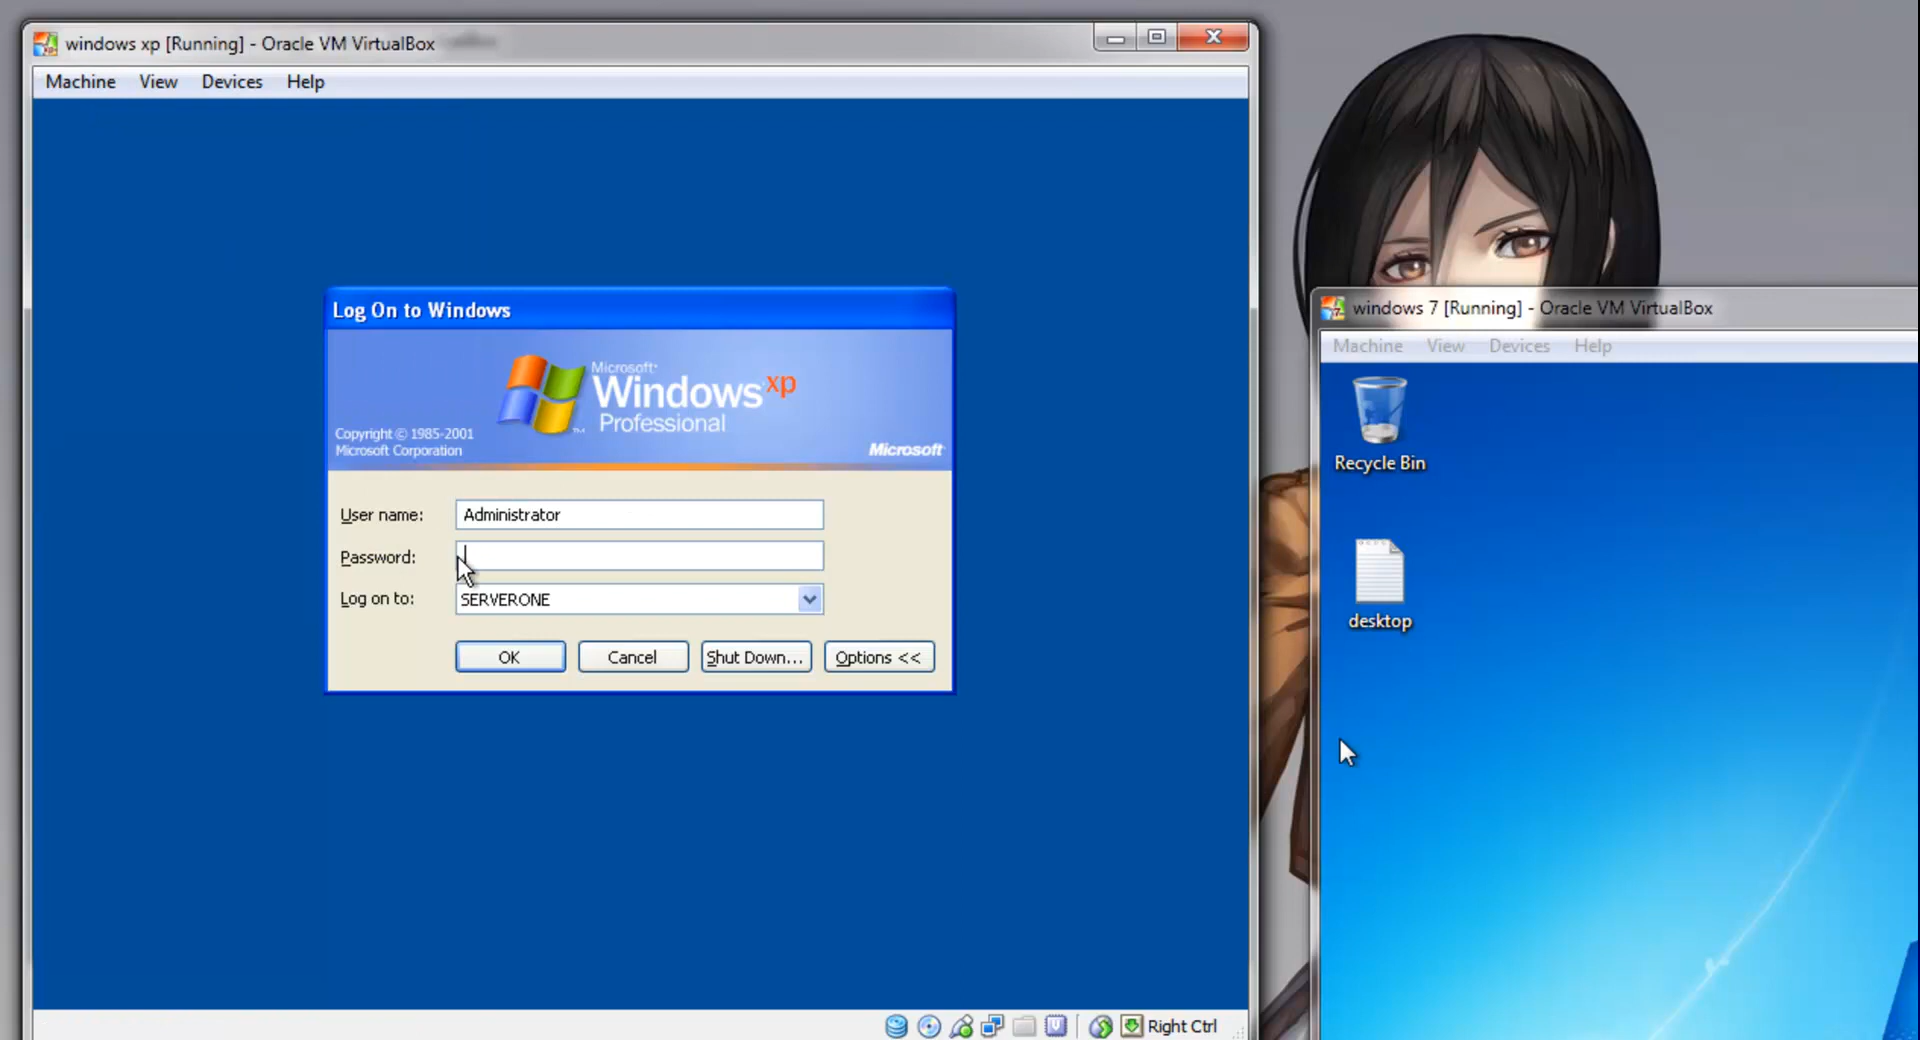 windows xp [Running] - Oracle VM VirtualBox
Machine View Devices Help
Log On to Windows
Microsoft
Windows xp
Professional
Copyright © 1985-2001
Microsoft Corporation
Microsoft
User name: Administrator
Password:
Log on to: SERVERONE
OK Cancel Shut Down... Options <<
Right Ctrl
windows 7 [Running] - Oracle VM VirtualBox
Machine View Devices Help
Recycle Bin
desktop